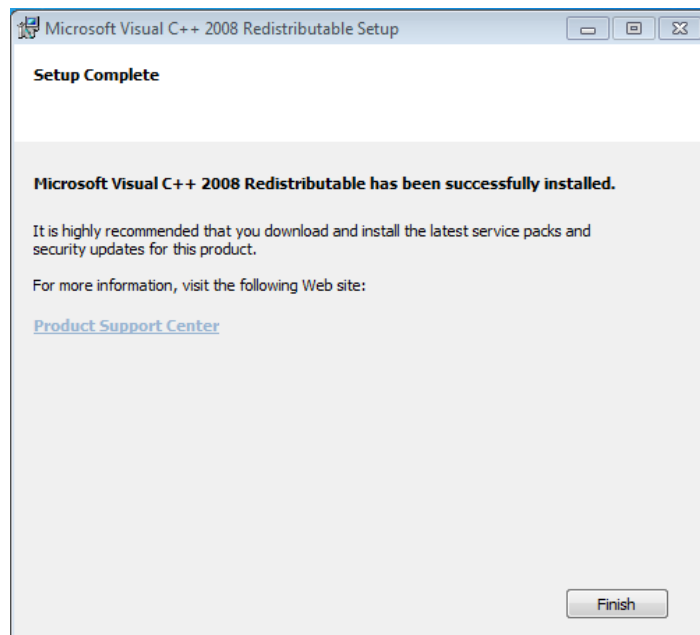 Microsoft Visual C++ 2008 Redistributable Setup
Setup Complete
Microsoft Visual C++ 2008 Redistributable has been successfully installed.
It is highly recommended that you download and install the latest service packs and
security updates for this product.
For more information, visit the following Web site:
Product Support Center
Finish